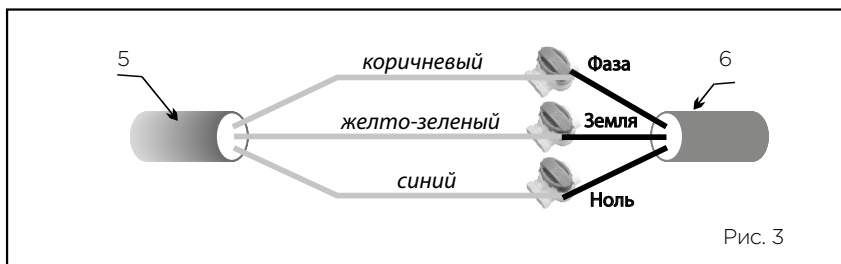 5
коричневый
Фаза
6
желто-зеленый
Земля
синий
Ноль
Рис. 3